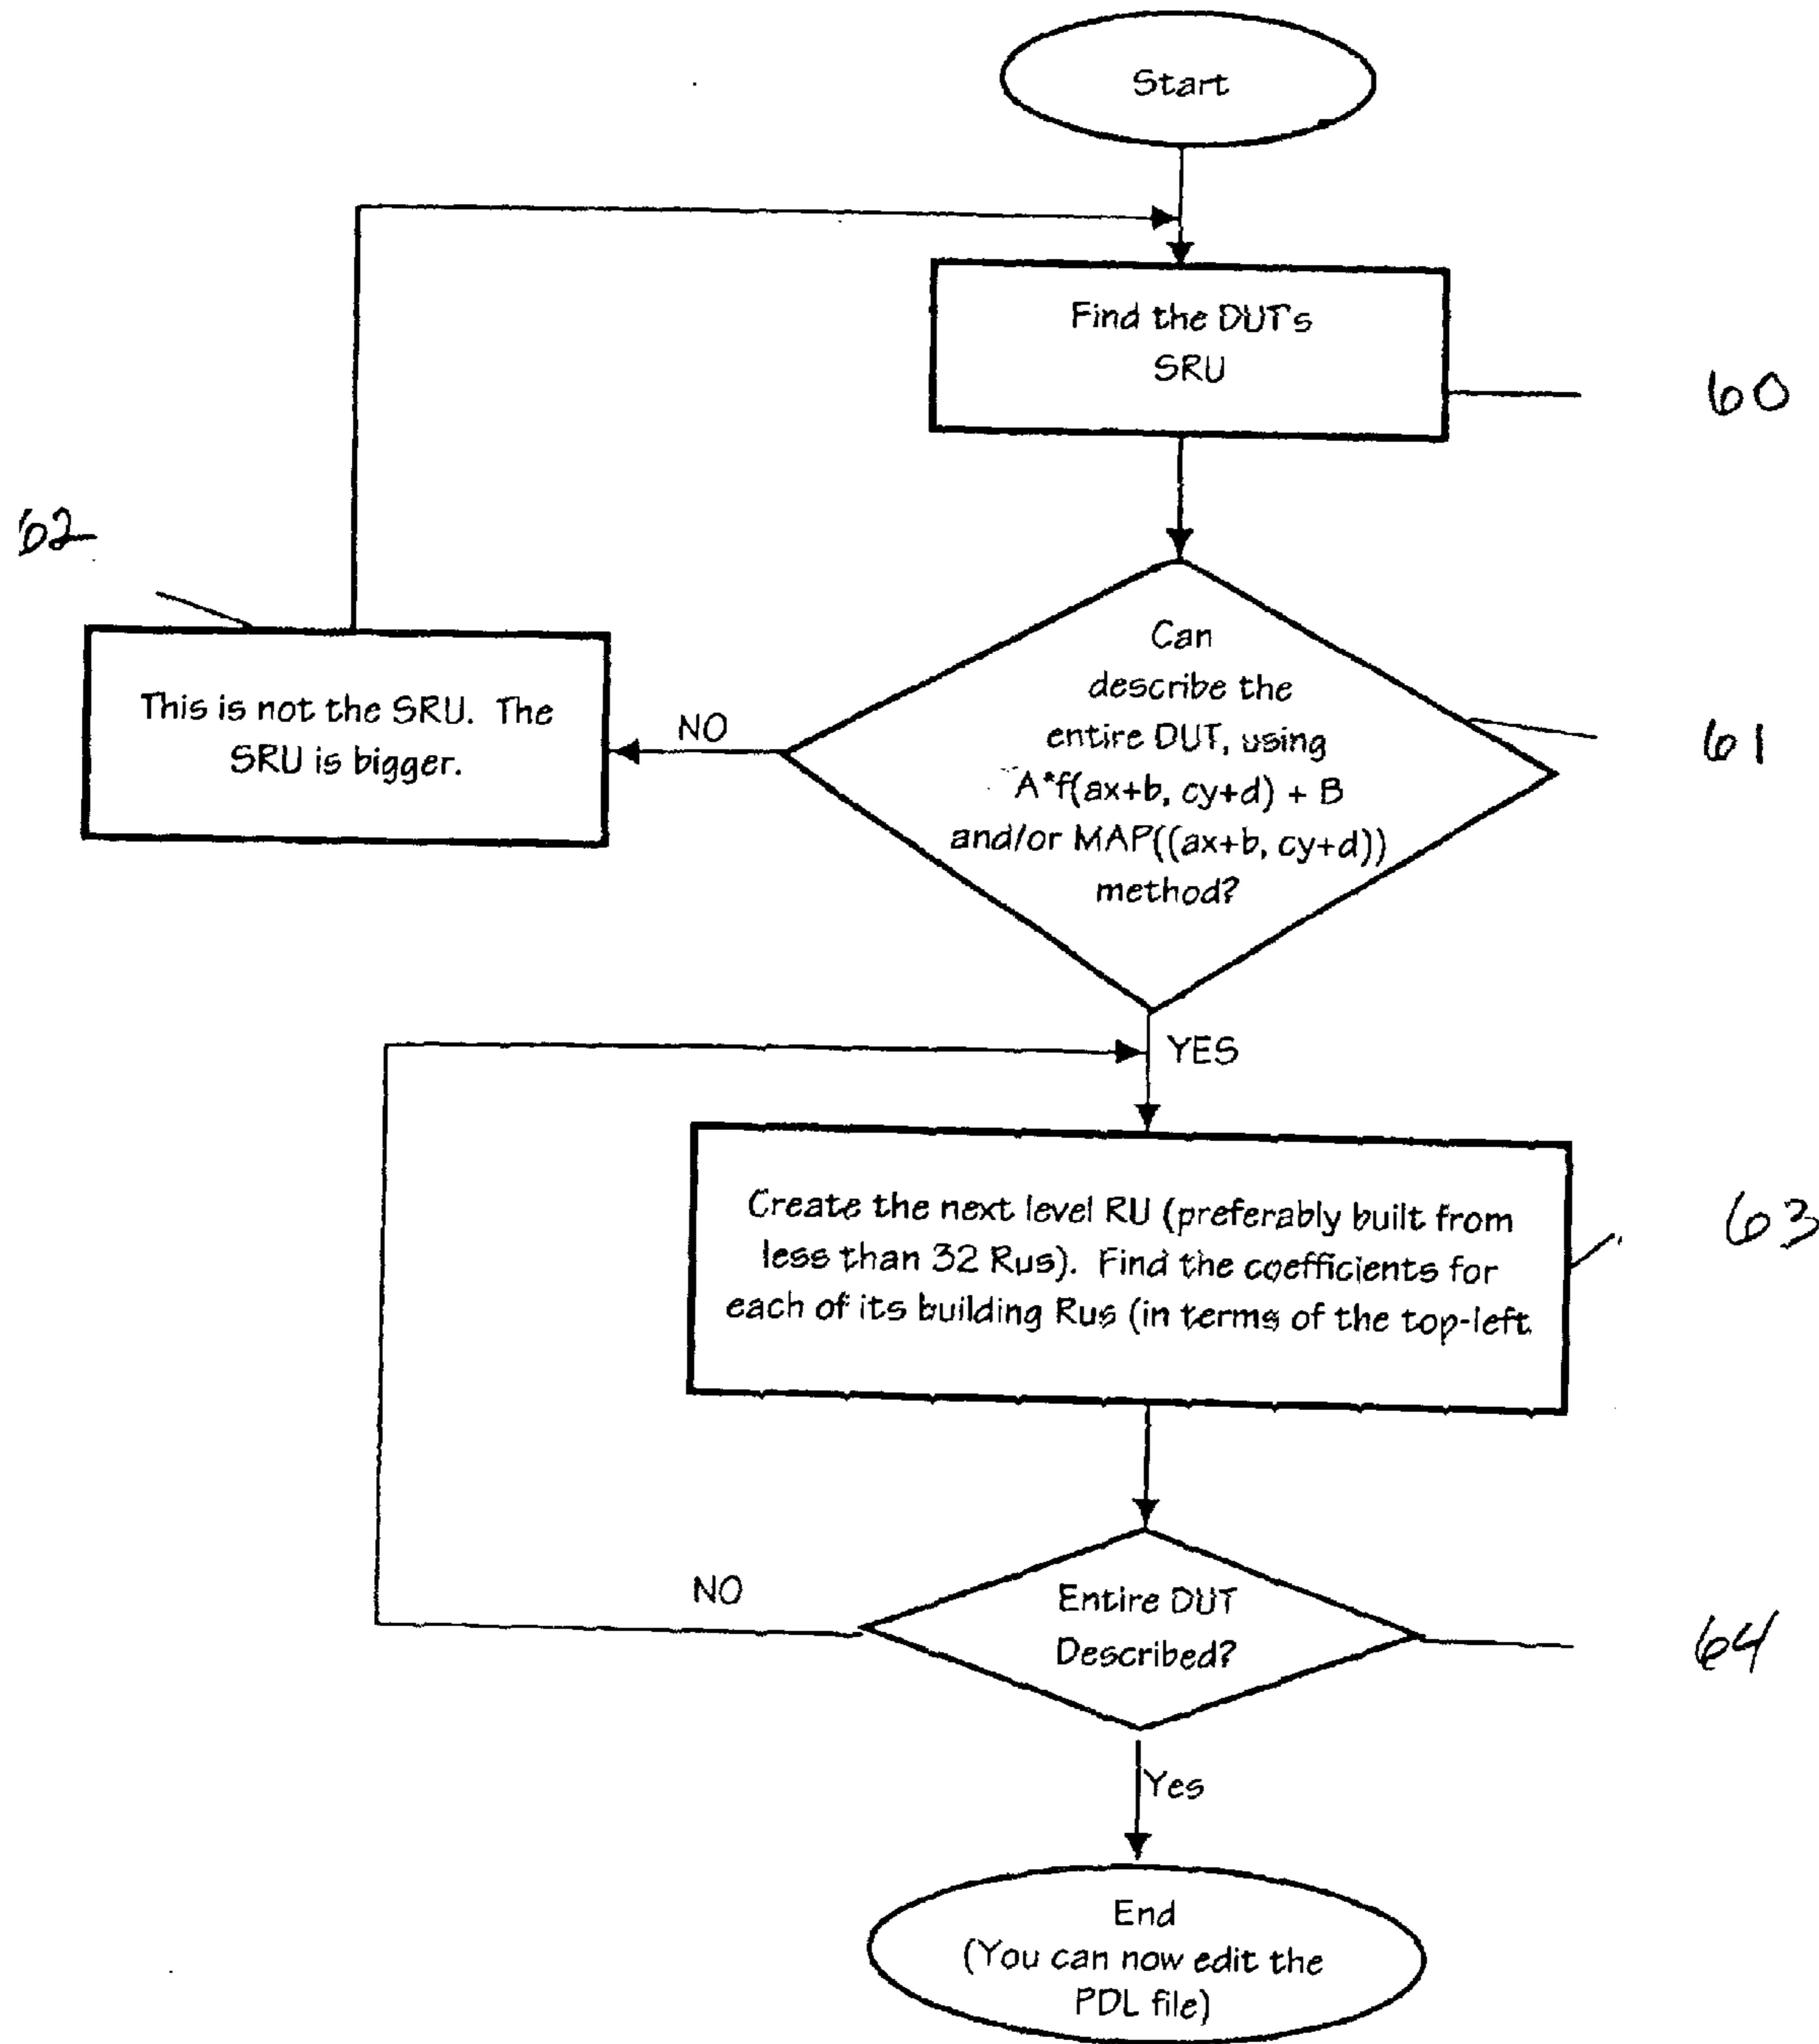 Start
Find the DUT's
SRU
60
62
Can
describe the
entire DUT, using
A*f(ax+b, cy+d) + B
and/or MAP((ax+b, cy+d))
method?
61
This is not the SRU. The
SRU is bigger.
NO
YES
Create the next level RU (preferably built from
less than 32 Rus). Find the coefficients for
each of its building Rus (in terms of the top-left
63
NO
Entire DUT
Described?
64
Yes
End
(You can now edit the
PDL file)